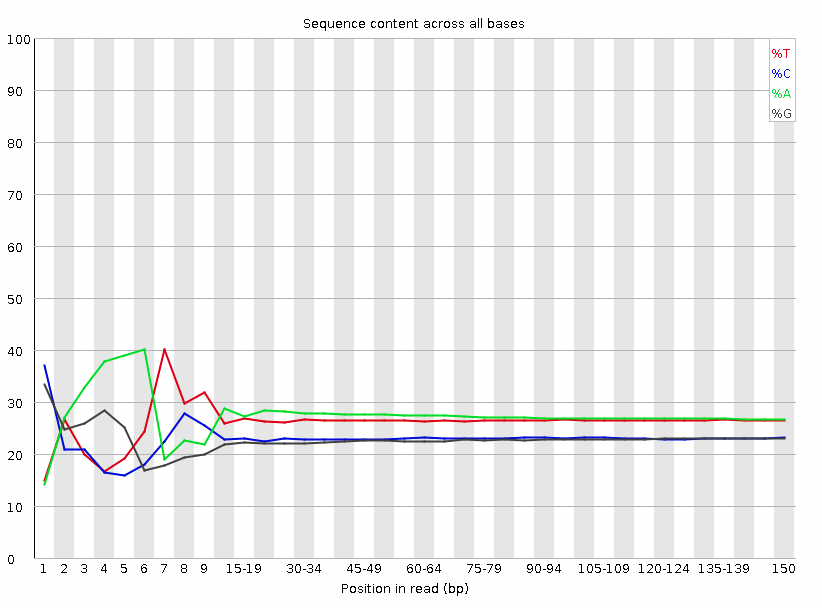 Sequence content across all bases
100
90
80
70
60
50
40
30
20
10
0
%T
%C
%A
%G
1 2 3 4 5 6 7 8 9 15-19 30-34 45-49 60-64 75-79 90-94 105-109 120-124 135-139 150
Position in read (bp)